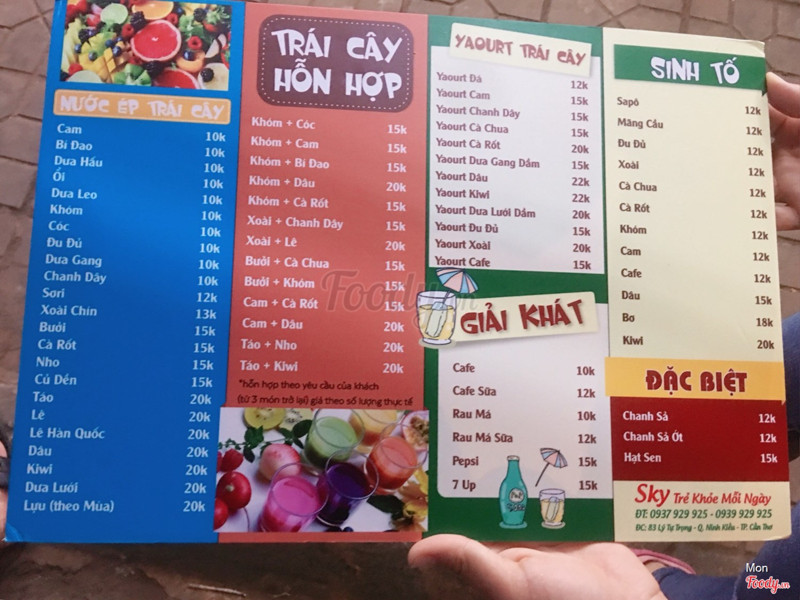 NƯỚC ÉP TRÁI CÂY
Cam 10k
Bí Đao 10k
Dưa Hấu 10k
Ổi 10k
Dưa Leo 10k
Khóm 10k
Cóc 10k
Đu Đủ 10k
Dưa Gang 10k
Chanh Dây 10k
Sơri 12k
Xoài Chín 13k
Bưởi 15k
Cà Rốt 15k
Nho 15k
Củ Dền 15k
Táo 20k
Lê 20k
Lê Hàn Quốc 20k
Dâu 20k
Kiwi 20k
Dưa Lưới 20k
Lựu (theo Mùa) 20k
TRÁI CÂY
HỖN HỢP
Khóm + Cóc 15k
Khóm + Cam 15k
Khóm + Bí Đao 15k
Khóm + Dâu 20k
Khóm + Cà Rốt 15k
Xoài + Chanh Dây 15k
Xoài + Lê 20k
Bưởi + Cà Chua 15k
Bưởi + Khóm 15k
Cam + Cà Rốt 15k
Cam + Dâu 20k
Táo + Nho 20k
Táo + Kiwi 20k
*hỗn hợp theo yêu cầu của khách
(từ 3 món trở lại) giá theo số lượng thực tế
YAOURT TRÁI CÂY
Yaourt Đá 12k
Yaourt Cam 15k
Yaourt Chanh Dây 15k
Yaourt Cà Chua 15k
Yaourt Cà Rốt 20k
Yaourt Dưa Gang Dầm 15k
Yaourt Dâu 22k
Yaourt Kiwi 22k
Yaourt Dưa Lưới Dầm 20k
Yaourt Đu Đủ 15k
Yaourt Xoài 20k
Yaourt Cafe 15k
GIẢI KHÁT
Cafe 10k
Cafe Sữa 12k
Rau Má 10k
Rau Má Sữa 12k
Pepsi 15k
7 Up 15k
SINH TỐ
Sapô 12k
Mãng Cầu 12k
Đu Đủ 12k
Xoài 12k
Cà Chua 12k
Cà Rốt 12k
Khóm 12k
Cam 12k
Cafe 12k
Dâu 15k
Bơ 18k
Kiwi 20k
ĐẶC BIỆT
Chanh Sả 12k
Chanh Sả Ớt 12k
Hạt Sen 15k
Sky Trẻ Khỏe Mỗi Ngày
ĐT: 0937 929 925 - 0939 929 925
ĐC: 83 Lý Tự Trọng - Q. Ninh Kiều - TP. Cần Thơ
Foody.vn
Mon
Foody.vn